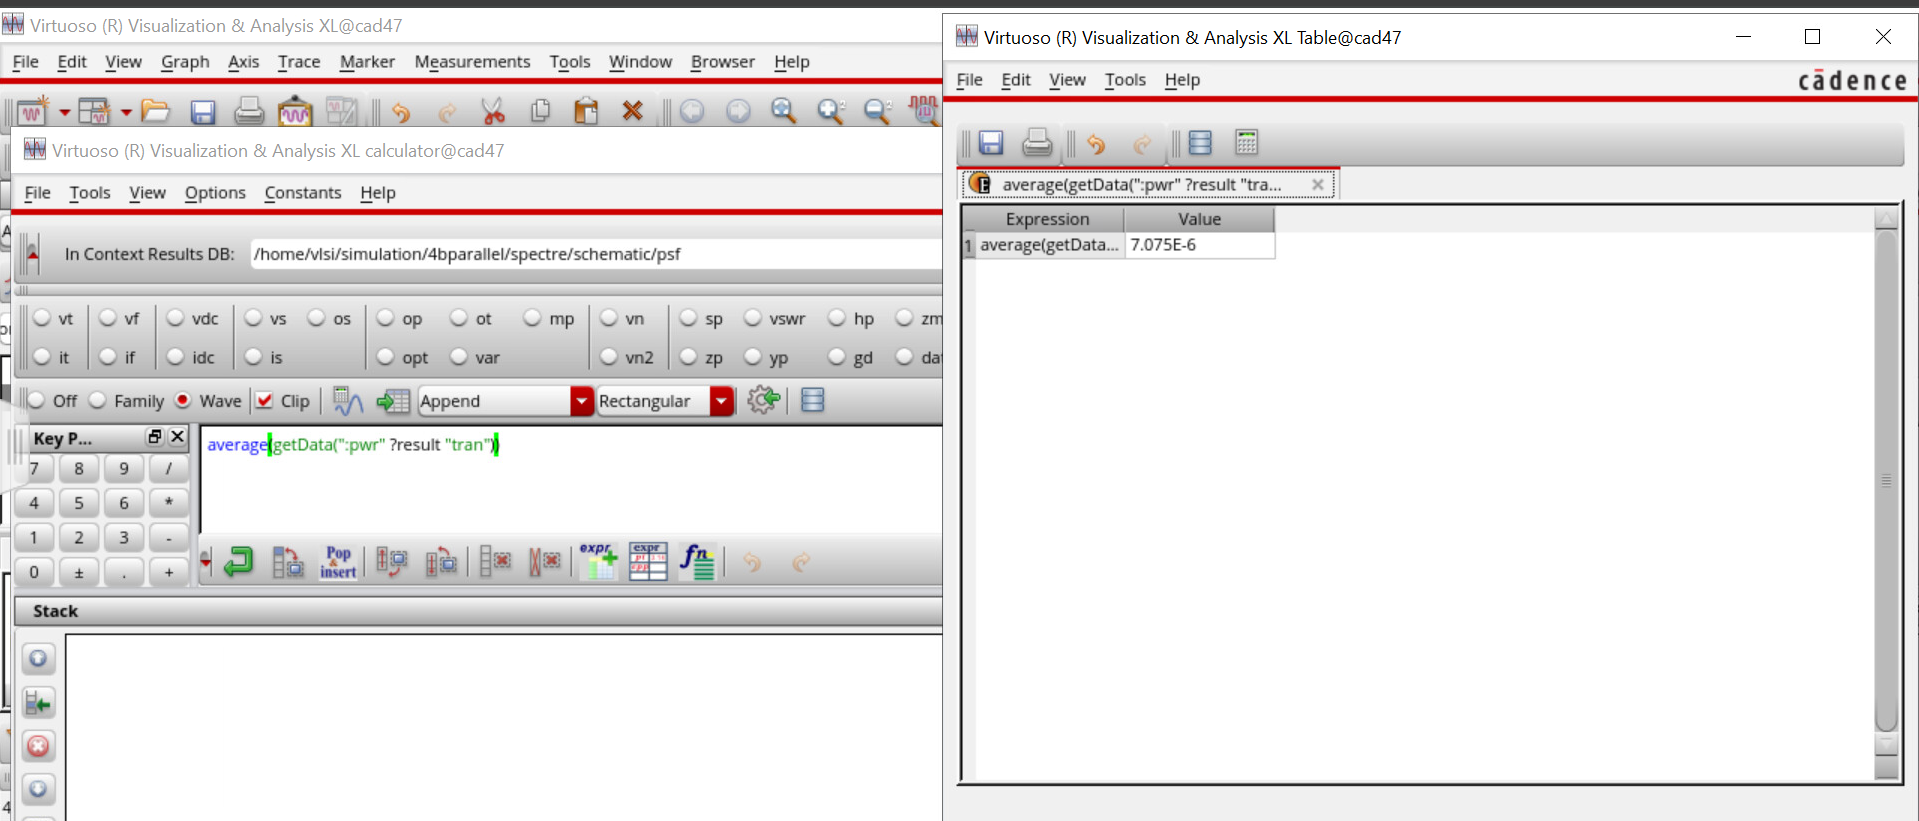 Virtuoso (R) Visualization & Analysis XL@cad47
File Edit View Graph Axis Trace Marker Measurements Tools Window Browser Help
Virtuoso (R) Visualization & Analysis XL calculator@cad47
File Tools View Options Constants Help
In Context Results DB: /home/vlsi/simulation/4bparallel/spectre/schematic/psf
vt vf vdc vs os op ot mp vn sp vswr hp zm
it if idc is opt var vn2 zp yp gd da
Off Family Wave Clip Append Rectangular
Key P...
average(getData(":pwr" ?result "tran"))
7 8 9 /
4 5 6 *
1 2 3 -
0 ± . +
Pop & insert
expr
expr
fn
Stack
Virtuoso (R) Visualization & Analysis XL Table@cad47
File Edit View Tools Help
cādence
average(getData(":pwr" ?result "tra...
Expression Value
1 average(getData... 7.075E-6